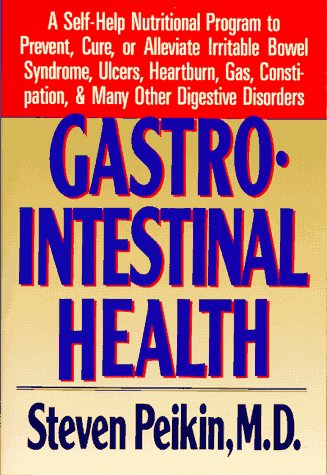 A Self-Help Nutritional Program to
Prevent, Cure, or Alleviate Irritable Bowel
Syndrome, Ulcers, Heartburn, Gas, Consti-
pation, & Many Other Digestive Disorders
GASTRO·
INTESTINAL
HEALTH
Steven Peikin, M.D.